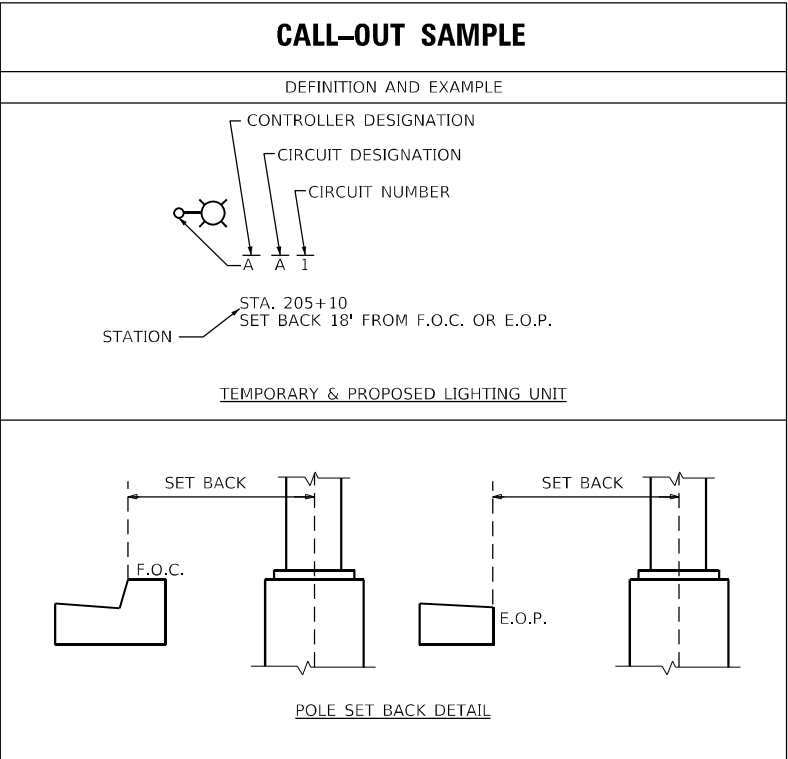 CALL–OUT SAMPLE
DEFINITION AND EXAMPLE
CONTROLLER DESIGNATION
CIRCUIT DESIGNATION
CIRCUIT NUMBER
A A 1
STA. 205+10
SET BACK 18' FROM F.O.C. OR E.O.P.
STATION
TEMPORARY & PROPOSED LIGHTING UNIT
SET BACK
SET BACK
F.O.C.
E.O.P.
POLE SET BACK DETAIL